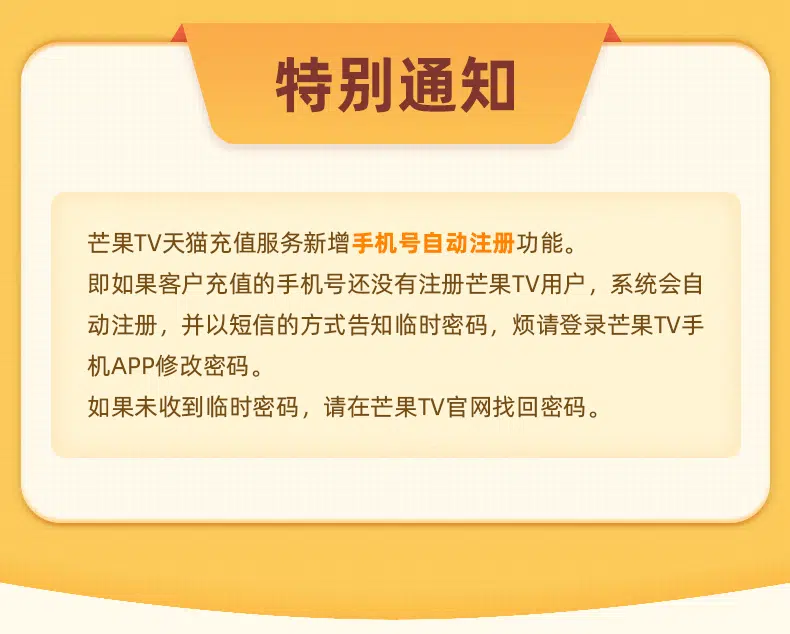 特别通知
芒果TV天猫充值服务新增手机号自动注册功能。
即如果客户充值的手机号还没有注册芒果TV用户，系统会自
动注册，并以短信的方式告知临时密码，烦请登录芒果TV手
机APP修改密码。
如果未收到临时密码，请在芒果TV官网找回密码。